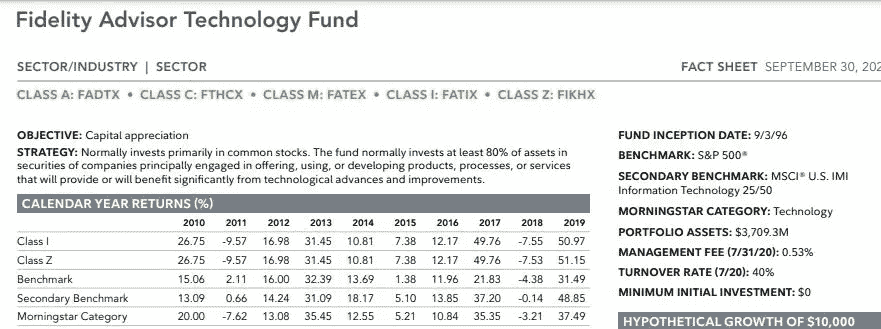 Fidelity Advisor Technology Fund
SECTOR/INDUSTRY | SECTOR
FACT SHEET SEPTEMBER 30, 202
CLASS A: FADTX • CLASS C: FTHCX • CLASS M: FATEX • CLASS I: FATIX • CLASS Z: FIKHX
OBJECTIVE: Capital appreciation
STRATEGY: Normally invests primarily in common stocks. The fund normally invests at least 80% of assets in
securities of companies principally engaged in offering, using, or developing products, processes, or services
that will provide or will benefit significantly from technological advances and improvements.
CALENDAR YEAR RETURNS (%)
2010 2011 2012 2013 2014 2015 2016 2017 2018 2019
Class I 26.75 -9.57 16.98 31.45 10.81 7.38 12.17 49.76 -7.55 50.97
Class Z 26.75 -9.57 16.98 31.45 10.81 7.38 12.17 49.76 -7.53 51.15
Benchmark 15.06 2.11 16.00 32.39 13.69 1.38 11.96 21.83 -4.38 31.49
Secondary Benchmark 13.09 0.66 14.24 31.09 18.17 5.10 13.85 37.20 -0.14 48.85
Morningstar Category 20.00 -7.62 13.08 35.45 12.55 5.21 10.84 35.35 -3.21 37.49
FUND INCEPTION DATE: 9/3/96
BENCHMARK: S&P 500®
SECONDARY BENCHMARK: MSCI® U.S. IMI
Information Technology 25/50
MORNINGSTAR CATEGORY: Technology
PORTFOLIO ASSETS: $3,709.3M
MANAGEMENT FEE (7/31/20): 0.53%
TURNOVER RATE (7/20): 40%
MINIMUM INITIAL INVESTMENT: $0
HYPOTHETICAL GROWTH OF $10,000